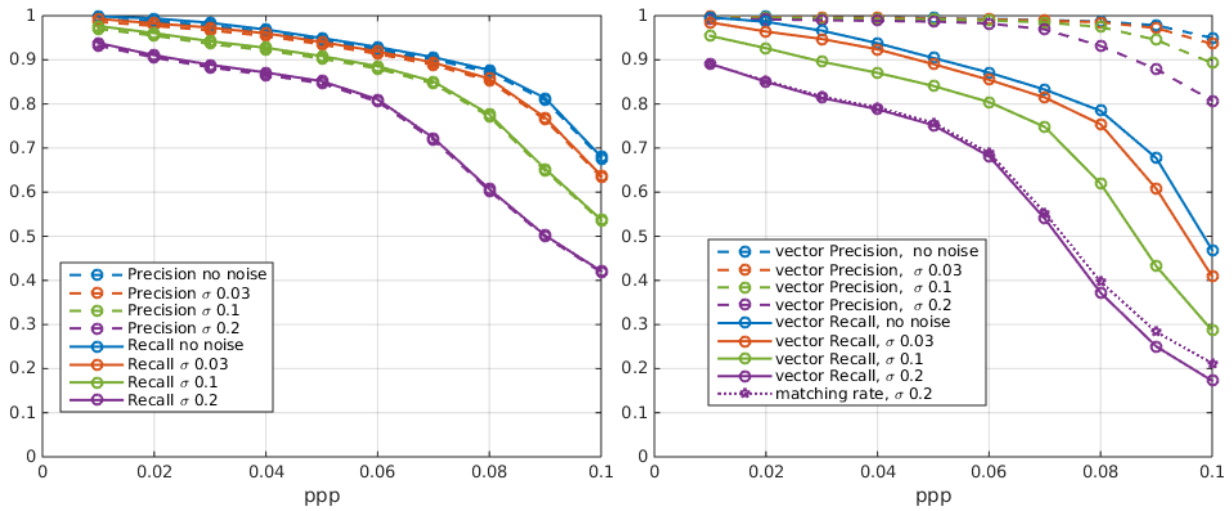 1
0.9
0.8
0.7
0.6
0.5
0.4
0.3
0.2
0.1
0
Precision no noise
Precision σ 0.03
Precision σ 0.1
Precision σ 0.2
Recall no noise
Recall σ 0.03
Recall σ 0.1
Recall σ 0.2
0 0.02 0.04 0.06 0.08 0.1
ppp
1
0.9
0.8
0.7
0.6
0.5
0.4
0.3
0.2
0.1
0
vector Precision, no noise
vector Precision, σ 0.03
vector Precision, σ 0.1
vector Precision, σ 0.2
vector Recall, no noise
vector Recall, σ 0.03
vector Recall, σ 0.1
vector Recall, σ 0.2
matching rate, σ 0.2
0 0.02 0.04 0.06 0.08 0.1
ppp